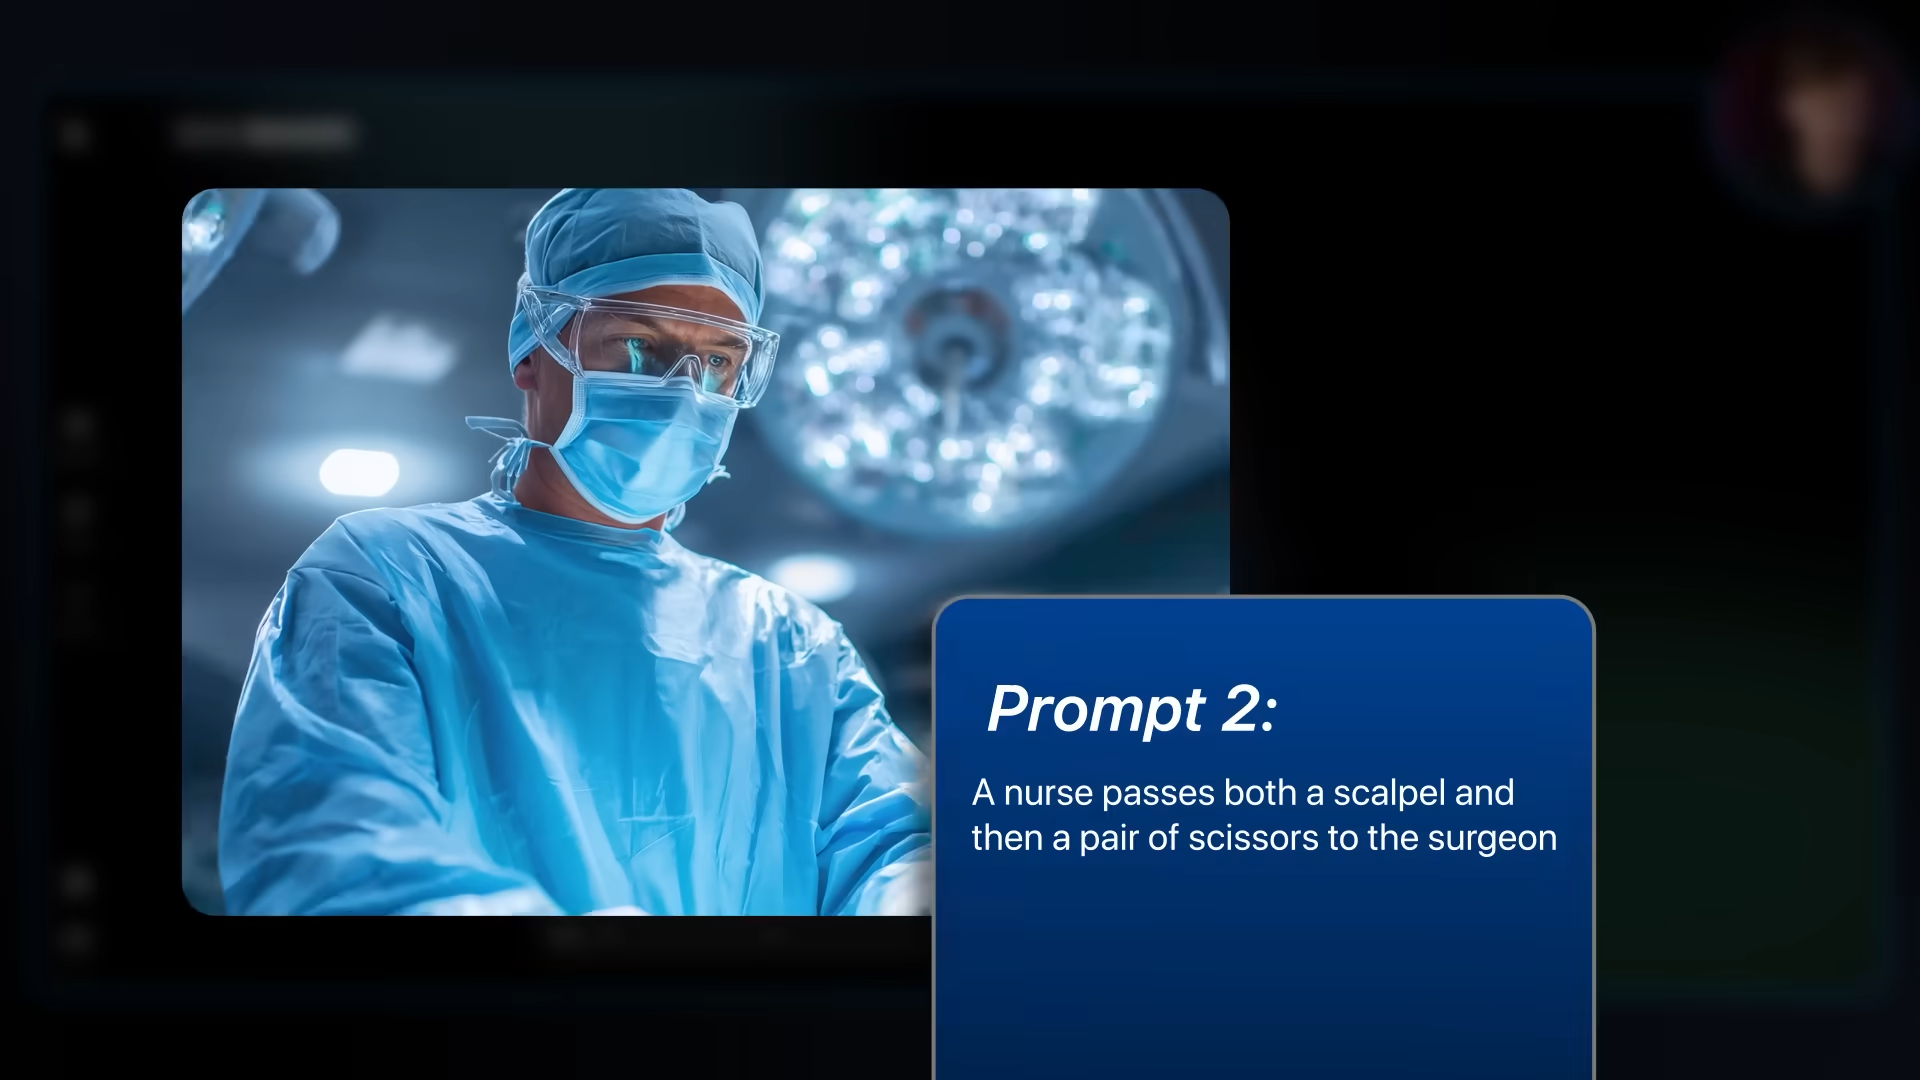 Prompt 2:
A nurse passes both a scalpel and
then a pair of scissors to the surgeon